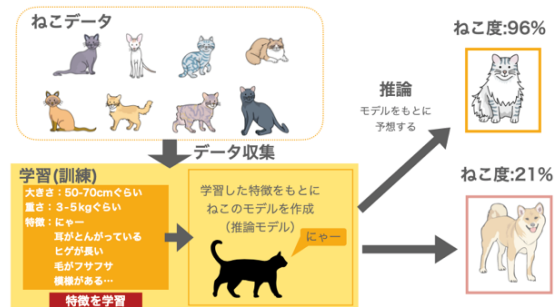 ねこデータ
ねこ度:96%
推論
モデルをもとに
予想する
データ収集
学習(訓練)
大きさ:50-70cmぐらい
重さ:3-5kgぐらい
特徴:にゃー
耳がとんがっている
ヒゲが長い
毛がフサフサ
模様がある…
特徴を学習
学習した特徴をもとに
ねこのモデルを作成
(推論モデル)
にゃー
ねこ度:21%